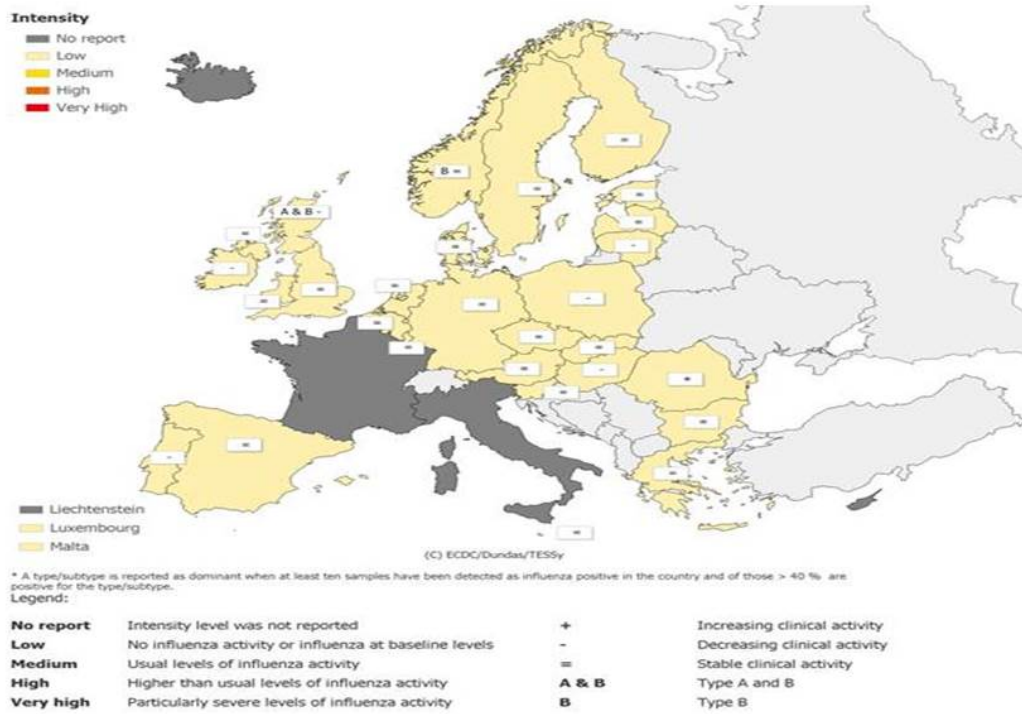 Intensity
No report
Low
Medium
High
Very High
=
B =
=
A & B -
=
=
=
=
-
-
=
=
=
=
-
=
=
=
=
=
-
=
=
=
-
=
=
=
Liechtenstein
Luxembourg
Malta
(C) ECDC/Dundas/TESSy
* A type/subtype is reported as dominant when at least ten samples have been detected as influenza positive in the country and of those > 40 % are
positive for the type/subtype.
Legend:
No report Intensity level was not reported + Increasing clinical activity
Low No influenza activity or influenza at baseline levels - Decreasing clinical activity
Medium Usual levels of influenza activity = Stable clinical activity
High Higher than usual levels of influenza activity A & B Type A and B
Very high Particularly severe levels of influenza activity B Type B